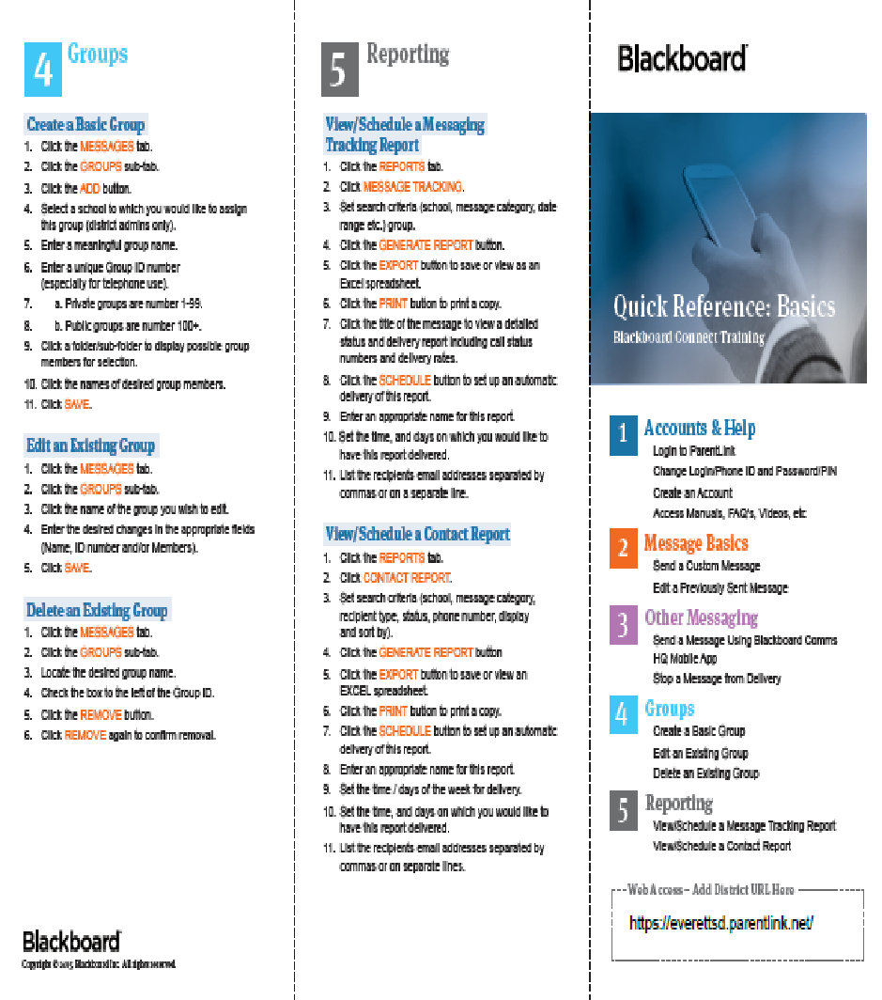 4
Groups
Create a Basic Group
1. Click the MESSAGES tab.
2. Click the GROUPS sub-tab.
3. Click the ADD button.
4. Select a school to which you would like to assign
this group (district admins only).
5. Enter a meaningful group name.
6. Enter a unique Group ID number
(especially for telephone use).
7. a. Private groups are number 1-99.
8. b. Public groups are number 100+.
9. Click a folder/sub-folder to display possible group
members for selection.
10. Click the names of desired group members.
11. Click SAVE.
Edit an Existing Group
1. Click the MESSAGES tab.
2. Click the GROUPS sub-tab.
3. Click the name of the group you wish to edit.
4. Enter the desired changes in the appropriate fields
(Name, ID number and/or Members).
5. Click SAVE.
Delete an Existing Group
1. Click the MESSAGES tab.
2. Click the GROUPS sub-tab.
3. Locate the desired group name.
4. Check the box to the left of the Group ID.
5. Click the REMOVE button.
6. Click REMOVE again to confirm removal.
Blackboard
Copyright © 2015 Blackboard Inc. All rights reserved.
5
Reporting
View/Schedule a Messaging
Tracking Report
1. Click the REPORTS tab.
2. Click MESSAGE TRACKING.
3. Set search criteria (school, message category, date
range etc.) group.
4. Click the GENERATE REPORT button.
5. Click the EXPORT button to save or view as an
Excel spreadsheet.
6. Click the PRINT button to print a copy.
7. Click the title of the message to view a detailed
status and delivery report including call status
numbers and delivery rates.
8. Click the SCHEDULE button to set up an automatic
delivery of this report.
9. Enter an appropriate name for this report.
10. Set the time, and days on which you would like to
have this report delivered.
11. List the recipients email addresses separated by
commas or on a separate line.
View/Schedule a Contact Report
1. Click the REPORTS tab.
2. Click CONTACT REPORT.
3. Set search criteria (school, message category,
recipient type, status, phone number, display
and sort by).
4. Click the GENERATE REPORT button
5. Click the EXPORT button to save or view an
EXCEL spreadsheet.
6. Click the PRINT button to print a copy.
7. Click the SCHEDULE button to set up an automatic
delivery of this report.
8. Enter an appropriate name for this report.
9. Set the time / days of the week for delivery.
10. Set the time, and days on which you would like to
have this report delivered.
11. List the recipients email addresses separated by
commas or on separate lines.
Blackboard
Quick Reference: Basics
Blackboard Connect Training
1 Accounts & Help
Login to ParentLink
Change Login/Phone ID and Password/PIN
Create an Account
Access Manuals, FAQ's, Videos, etc
2 Message Basics
Send a Custom Message
Edit a Previously Sent Message
3 Other Messaging
Send a Message Using Blackboard Comms
HQ Mobile App
Stop a Message from Delivery
4 Groups
Create a Basic Group
Edit an Existing Group
Delete an Existing Group
5 Reporting
View/Schedule a Message Tracking Report
View/Schedule a Contact Report
Web Access – Add District URL Here
https://everettsd.parentlink.net/